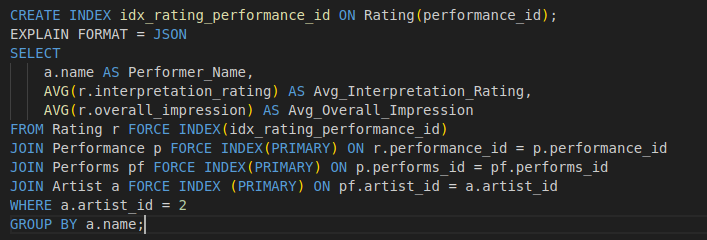 CREATE INDEX idx_rating_performance_id ON Rating(performance_id);
EXPLAIN FORMAT = JSON
SELECT
    a.name AS Performer_Name,
    AVG(r.interpretation_rating) AS Avg_Interpretation_Rating,
    AVG(r.overall_impression) AS Avg_Overall_Impression
FROM Rating r FORCE INDEX(idx_rating_performance_id)
JOIN Performance p FORCE INDEX(PRIMARY) ON r.performance_id = p.performance_id
JOIN Performs pf FORCE INDEX(PRIMARY) ON p.performs_id = pf.performs_id
JOIN Artist a FORCE INDEX (PRIMARY) ON pf.artist_id = a.artist_id
WHERE a.artist_id = 2
GROUP BY a.name;